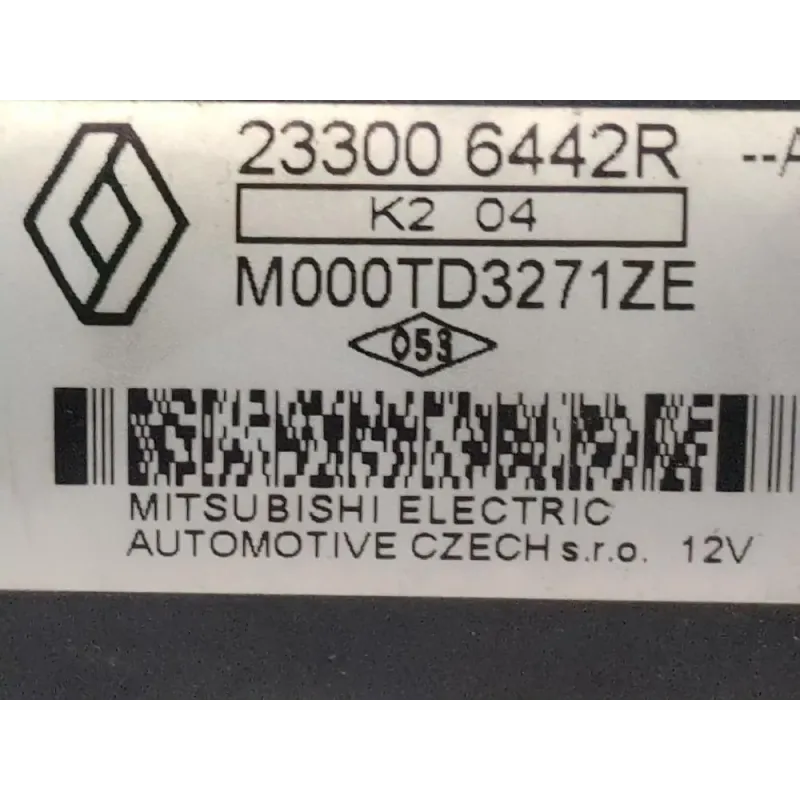 23300 6442R --A
K2 04
M000TD3271ZE
053
MITSUBISHI ELECTRIC
AUTOMOTIVE CZECH s.r.o. 12V